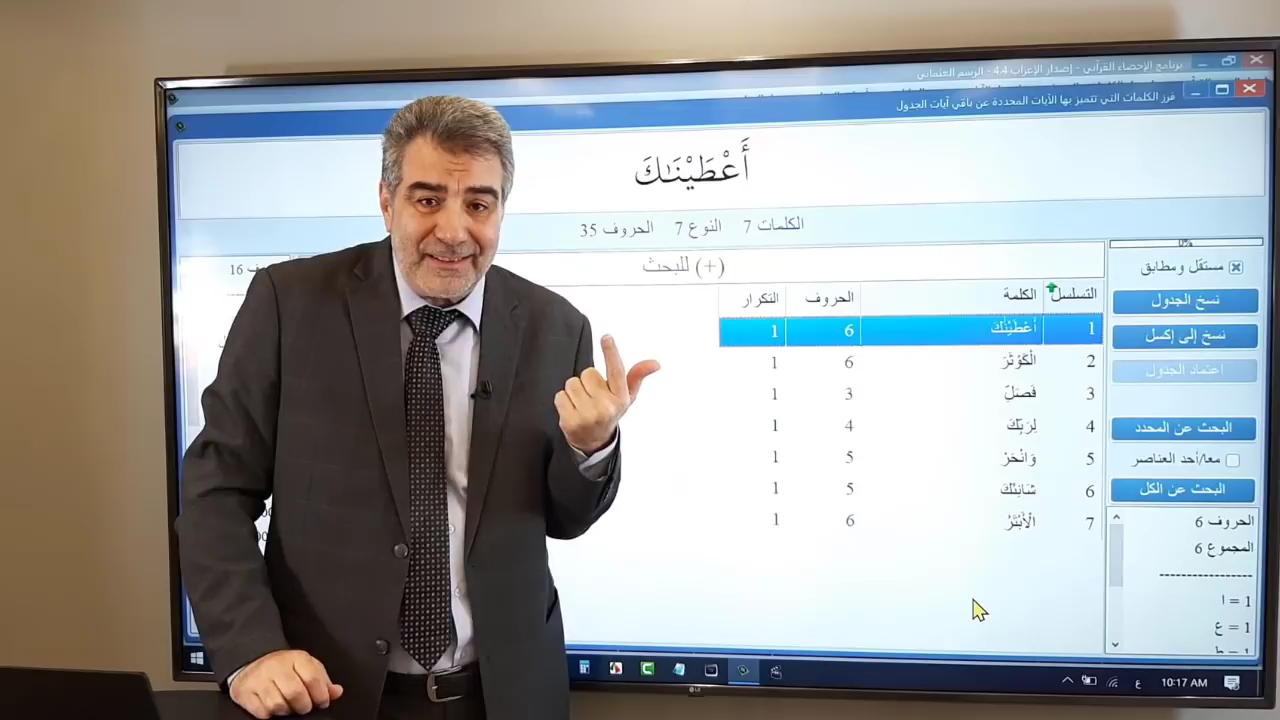 برنامج الإحصاء القرآني - إصدار الإعراب 4.4 - الرسم العثماني
فرز الكلمات التي تتميز بها الآيات المحددة عن باقي آيات الجدول
أَعْطَيْنَـٰكَ
الكلمات 7 النوع 7 الحروف 35
0%
(+) للبحث
16
مستقل ومطابق
التسلسل الكلمة الحروف التكرار
نسخ الجدول
1 أَعْطَيْنَـٰكَ 6 1
نسخ إلى إكسل
2 الْكَوْثَرَ 6 1
اعتماد الجدول
3 فَصَلِّ 3 1
4 لِرَبِّكَ 4 1
البحث عن المحدد
5 وَانْحَرْ 5 1
معا/أحد العناصر
6 شَانِئَكَ 5 1
البحث عن الكل
7 الْأَبْتَرُ 6 1
الحروف 6
المجموع 6
-----------------
1 = ا
1 = ع
ع
10:17 AM
LG